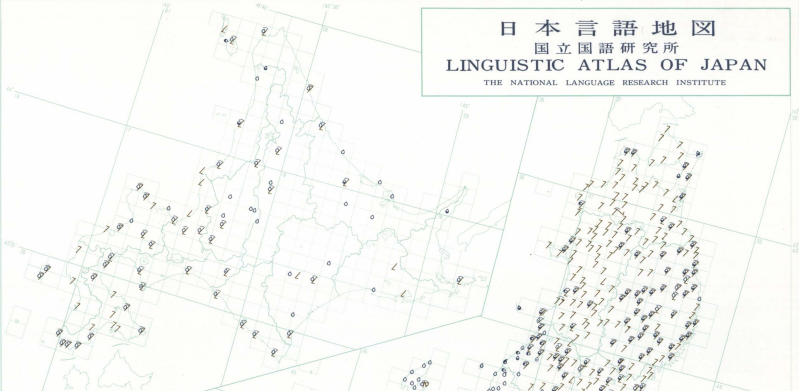 日本言語地図
国立国語研究所
LINGUISTIC ATLAS OF JAPAN
THE NATIONAL LANGUAGE RESEARCH INSTITUTE